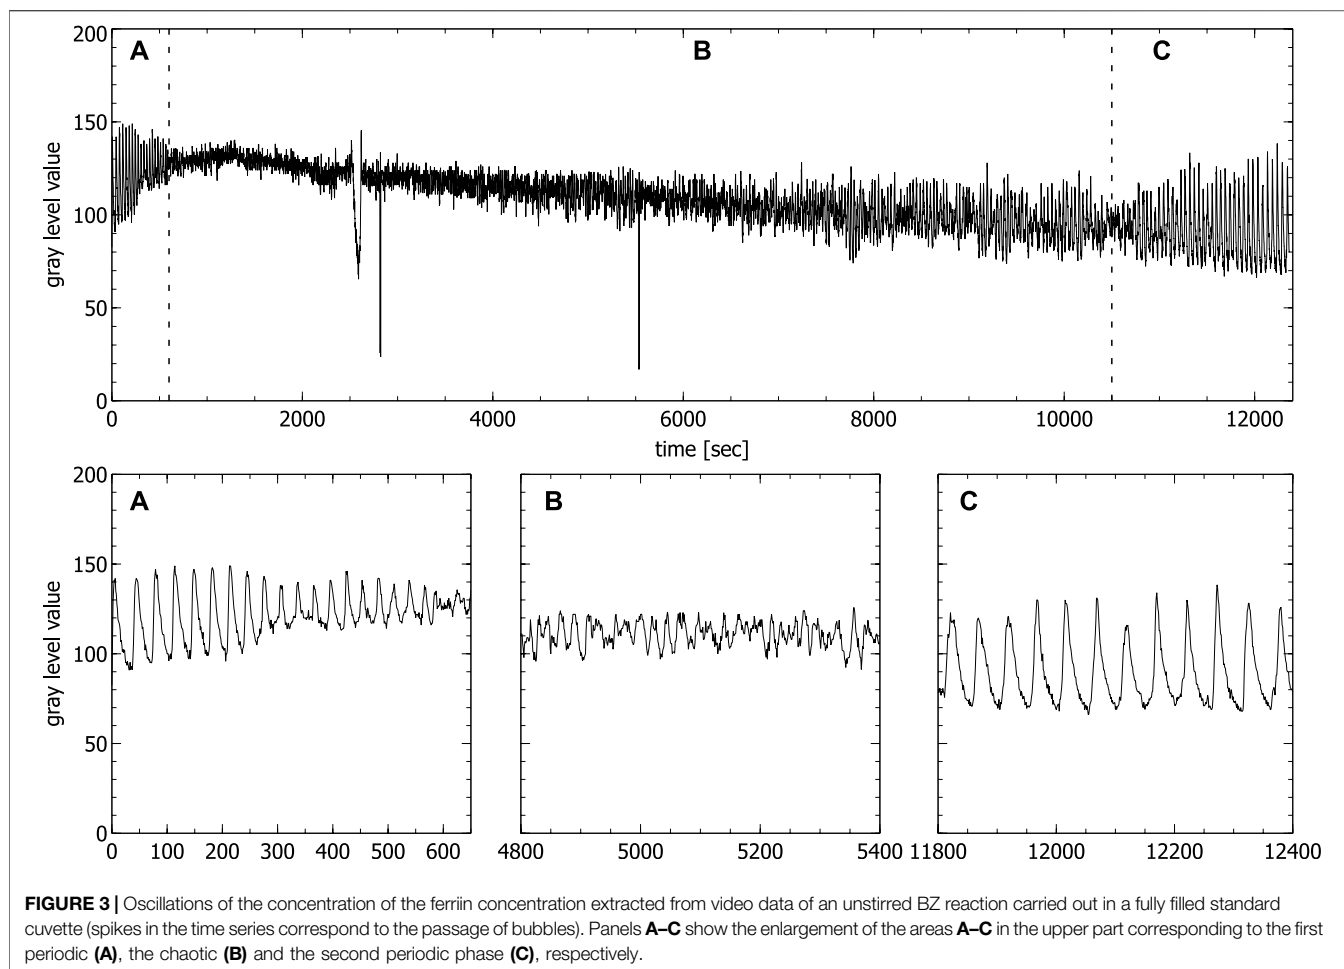 200
150
100
50
0
gray level value
A
B
C
0 2000 4000 6000 8000 10000 12000
time [sec]
200
150
100
50
0
gray level value
A
B
C
0 100 200 300 400 500 600
4800 5000 5200 5400
11800 12000 12200 12400
FIGURE 3 | Oscillations of the concentration of the ferriin concentration extracted from video data of an unstirred BZ reaction carried out in a fully filled standard
cuvette (spikes in the time series correspond to the passage of bubbles). Panels A–C show the enlargement of the areas A–C in the upper part corresponding to the first
periodic (A), the chaotic (B) and the second periodic phase (C), respectively.